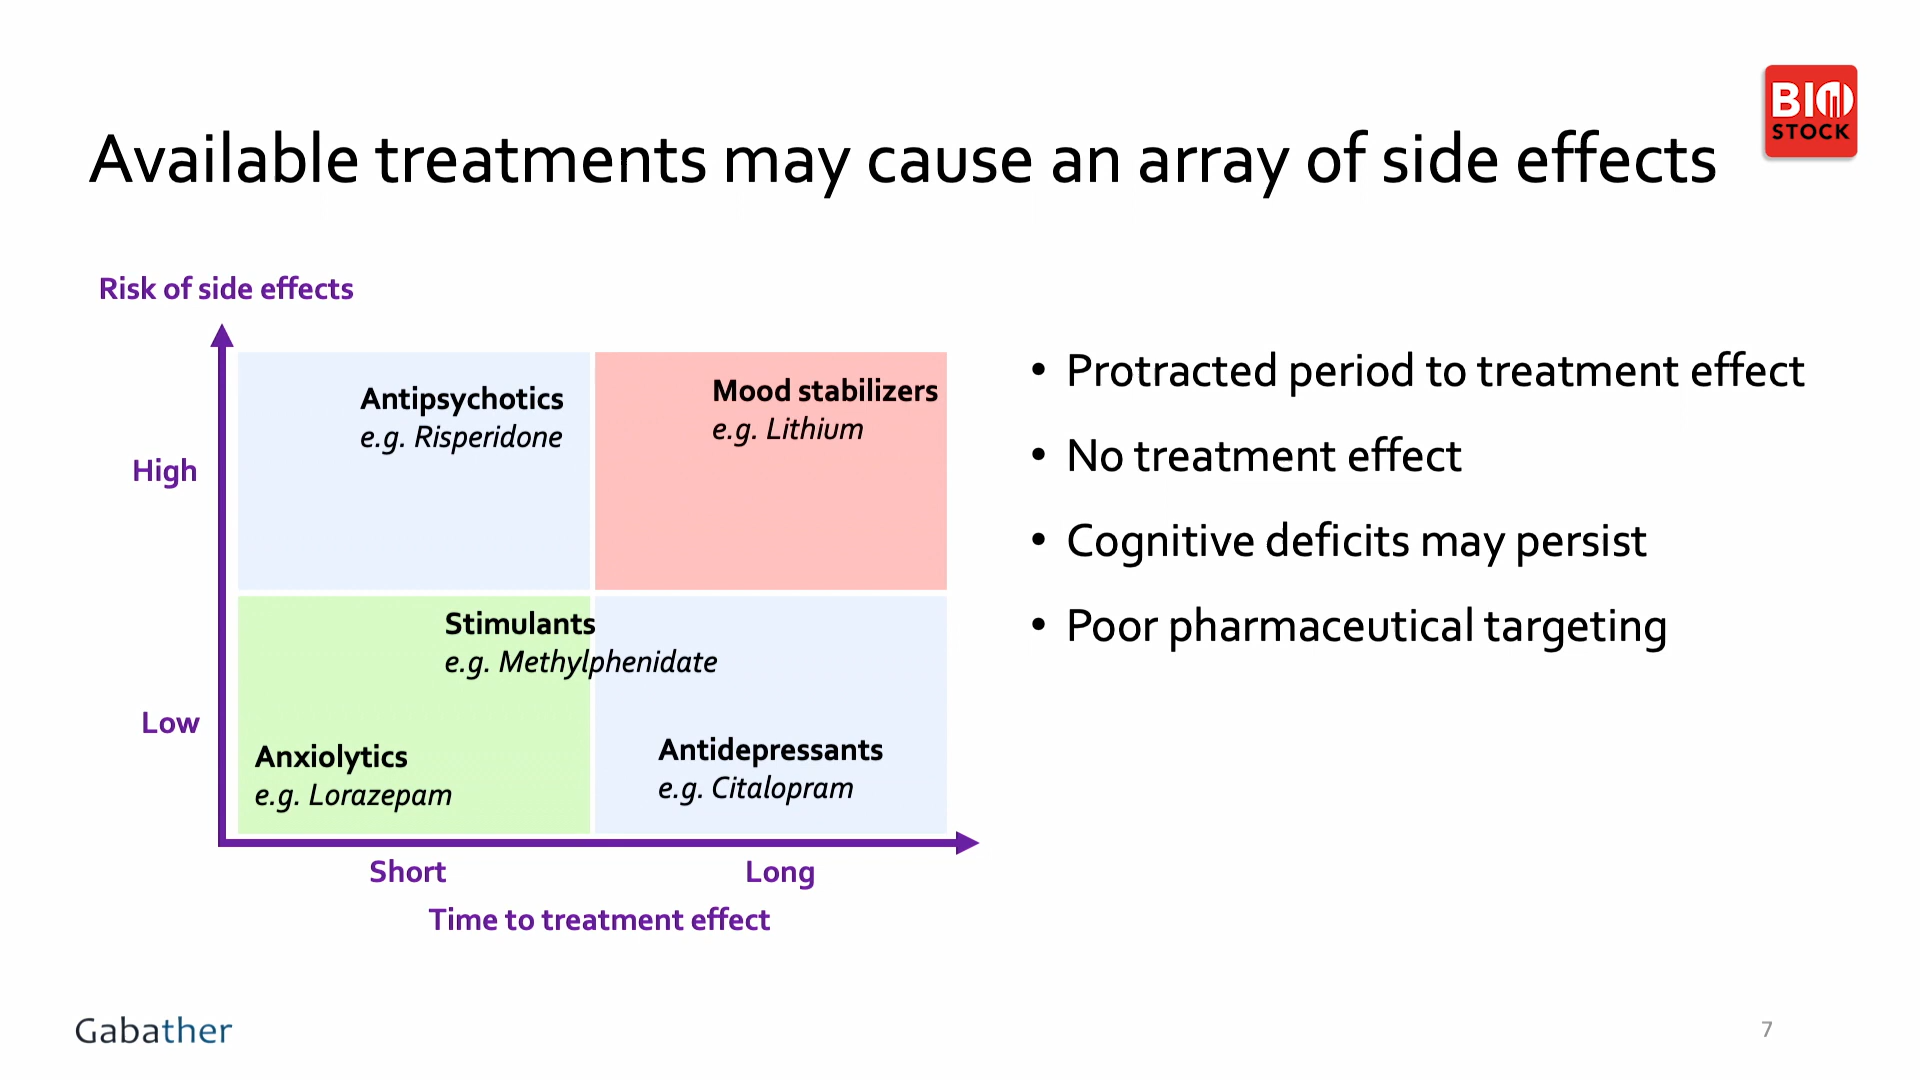 BIO
STOCK
Available treatments may cause an array of side effects
Risk of side effects
High
Low
Antipsychotics
e.g. Risperidone
Mood stabilizers
e.g. Lithium
Stimulants
e.g. Methylphenidate
Anxiolytics
e.g. Lorazepam
Antidepressants
e.g. Citalopram
Short
Long
Time to treatment effect
• Protracted period to treatment effect
• No treatment effect
• Cognitive deficits may persist
• Poor pharmaceutical targeting
Gabather
7